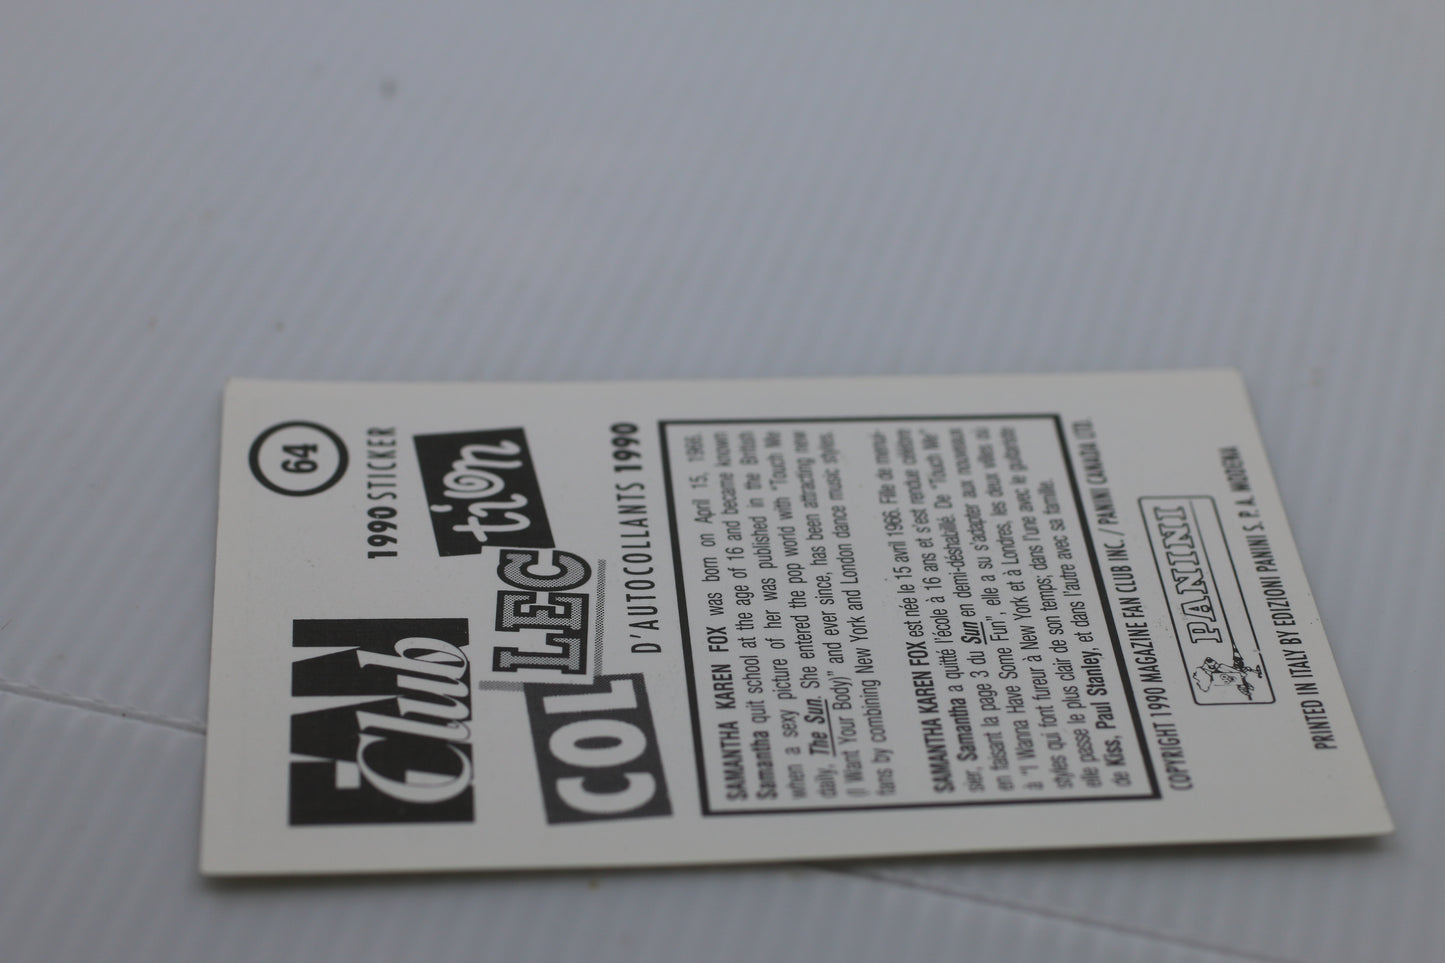 64
1990 STICKER
FAN
Club
COLLECtion
D'AUTOCOLLANTS 1990
SAMANTHA KAREN FOX was born on April 15, 1966.
Samantha quit school at the age of 16 and became known
when a sexy picture of her was published in the British
daily, The Sun. She entered the pop world with "Touch Me
(I Want Your Body)" and ever since, has been attracting new
fans by combining New York and London dance music styles.
SAMANTHA KAREN FOX est née le 15 avril 1966. Fille de menui-
sier, Samantha a quitté l'école à 16 ans et s'est rendue célèbre
en faisant la page 3 du Sun en demi-déshabillé. De "Touch Me"
à "I Wanna Have Some Fun", elle a su s'adapter aux nouveaux
styles qui font fureur à New York et à Londres, les deux villes où
elle passe le plus clair de son temps; dans l'une avec le guitariste
de Kiss, Paul Stanley, et dans l'autre avec sa famille.
COPYRIGHT 1990 MAGAZINE FAN CLUB INC. / PANINI CANADA LTD.
PANINI
PRINTED IN ITALY BY EDIZIONI PANINI S. P. A. MODENA